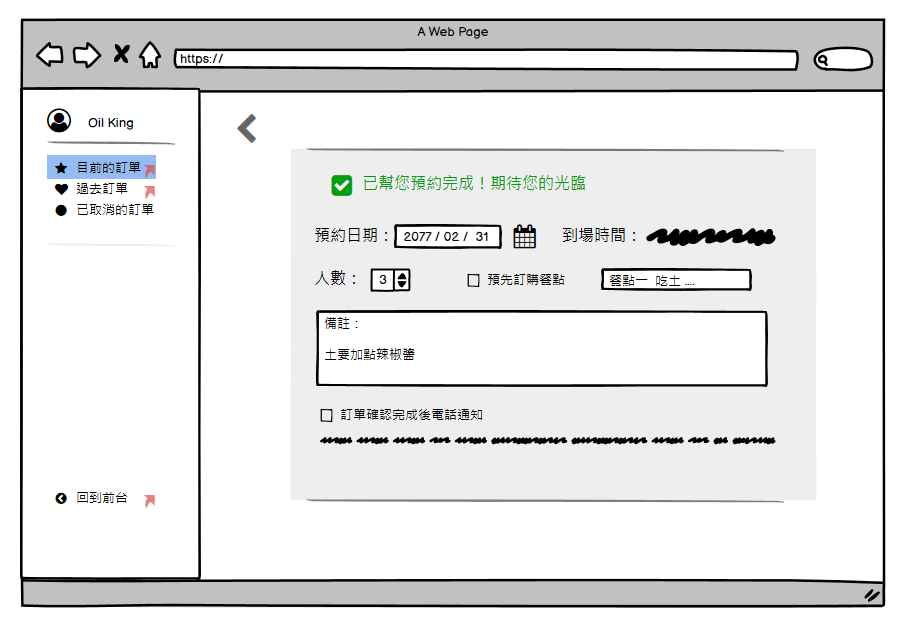 A Web Page
https://
Oil King
目前的訂單
過去訂單
已取消的訂單
回到前台
已幫您預約完成！期待您的光臨
預約日期： 2077 / 02 / 31 到場時間：
人數： 3 預先訂購餐點 餐點一 吃土 ....
備註：
土要加點辣椒醬
訂單確認完成後電話通知